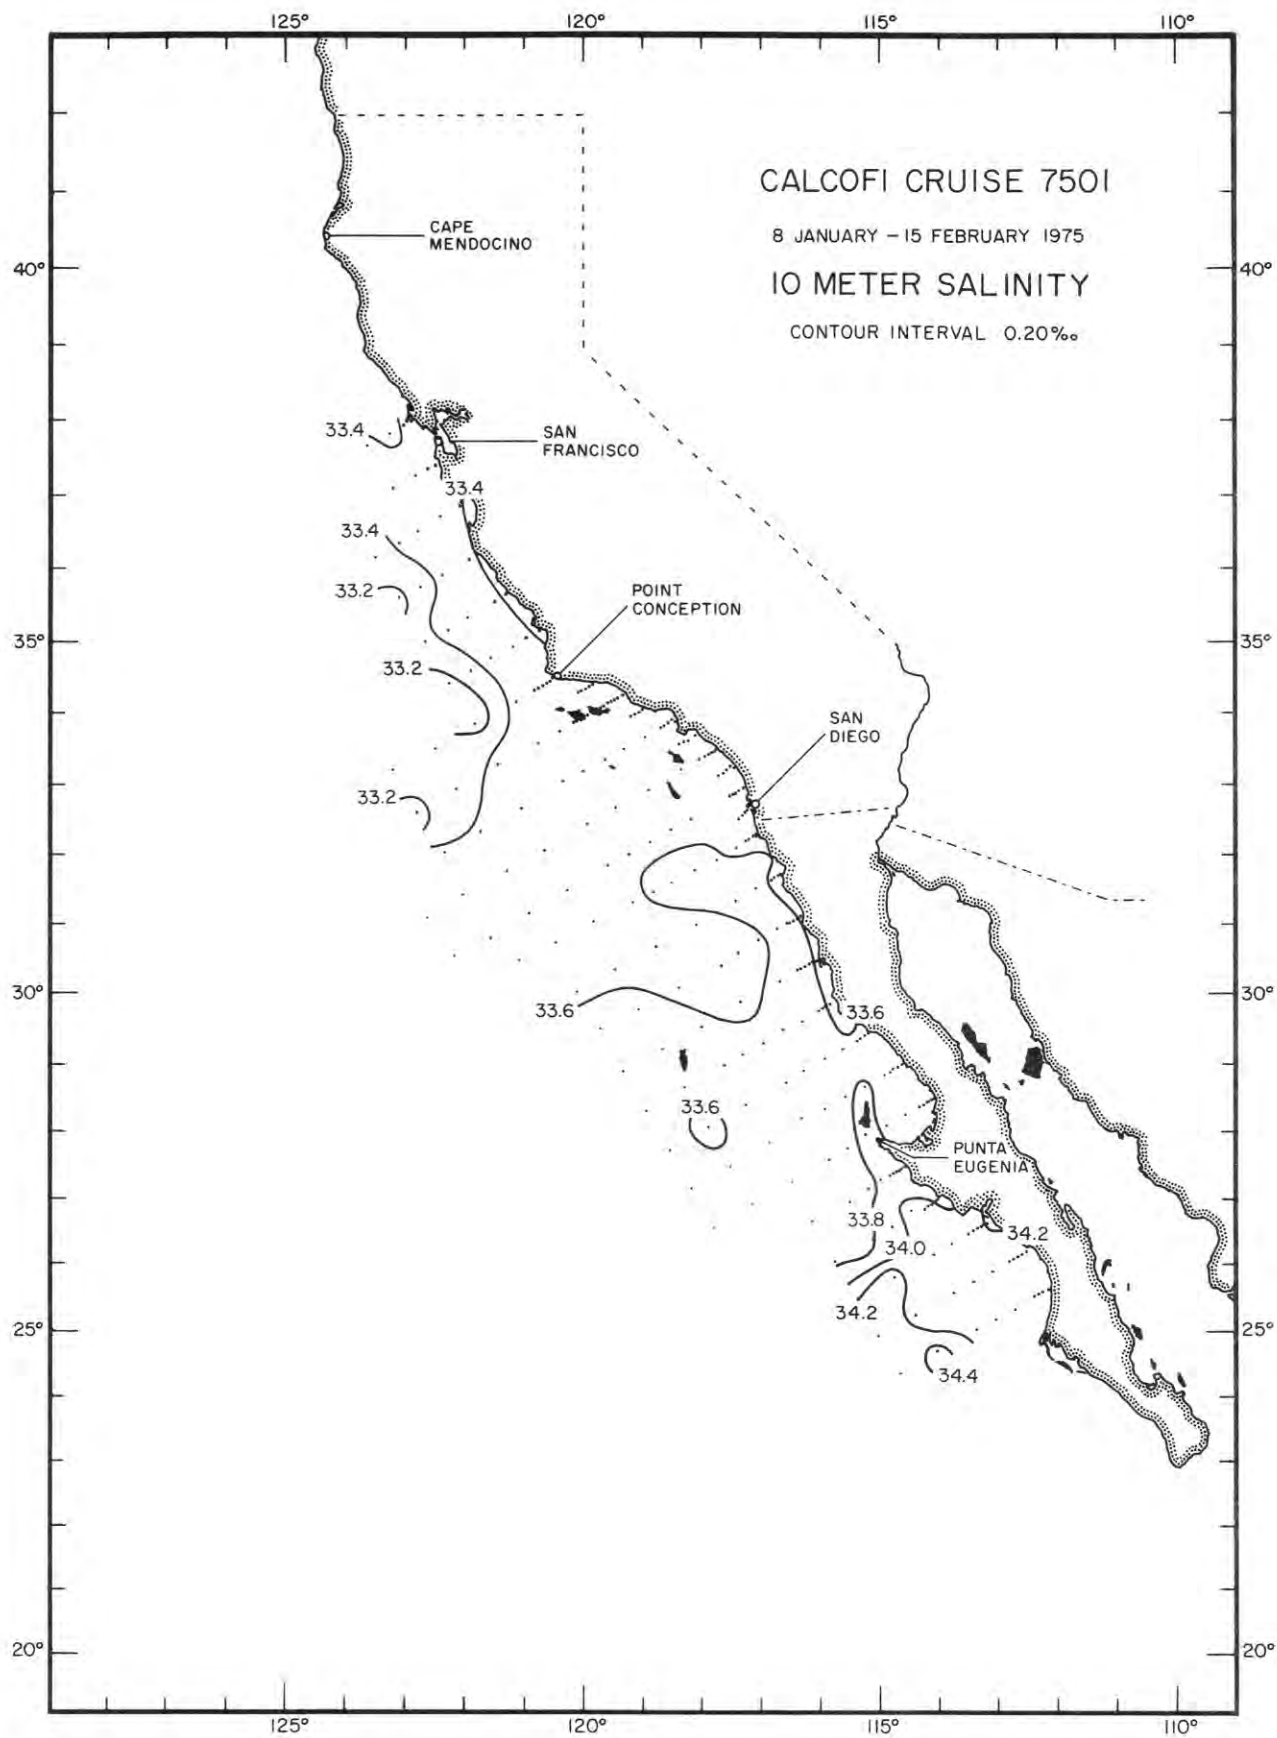 125°
120°
115°
110°
CALCOFI CRUISE 7501
8 JANUARY – 15 FEBRUARY 1975
10 METER SALINITY
CONTOUR INTERVAL 0.20‰
CAPE
MENDOCINO
40°
40°
33.4
SAN
FRANCISCO
33.4
33.4
33.2
POINT
CONCEPTION
35°
35°
33.2
SAN
DIEGO
33.2
30°
30°
33.6
33.6
33.6
PUNTA
EUGENIA
33.8
34.0
34.2
34.2
25°
25°
34.4
20°
20°
125°
120°
115°
110°